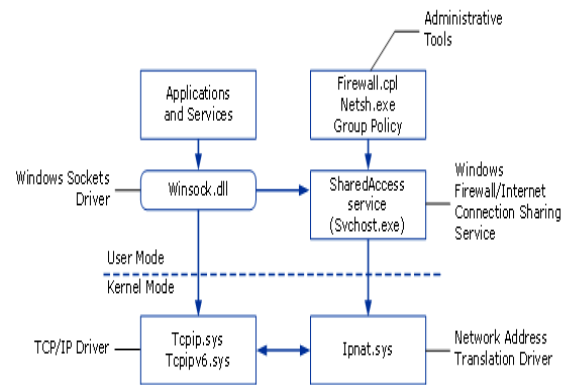 Administrative
Tools
Applications
and Services
Firewall.cpl
Netsh.exe
Group Policy
Windows Sockets
Driver
Winsock.dll
SharedAccess
service
(Svchost.exe)
Windows
Firewall/Internet
Connection Sharing
Service
User Mode
Kernel Mode
TCP/IP Driver
Tcpip.sys
Tcpipv6.sys
Ipnat.sys
Network Address
Translation Driver